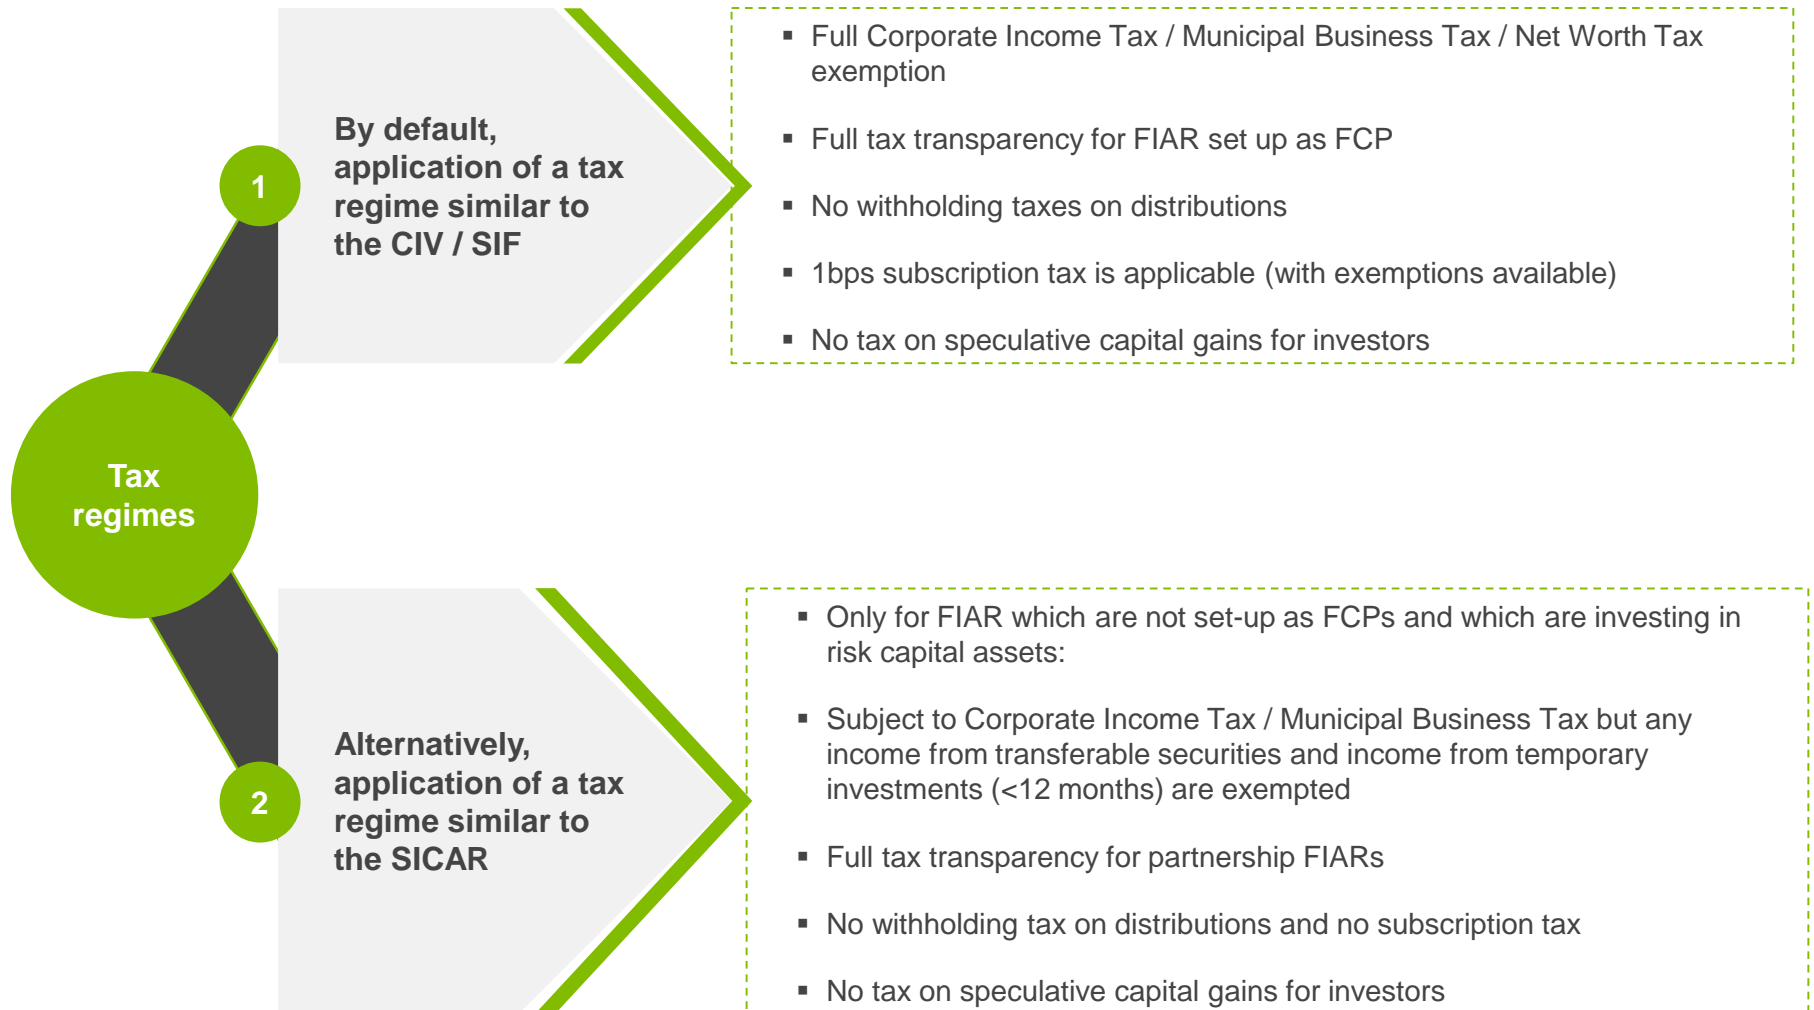 Tax
regimes
1
By default,
application of a tax
regime similar to
the CIV / SIF
▪ Full Corporate Income Tax / Municipal Business Tax / Net Worth Tax
exemption
▪ Full tax transparency for FIAR set up as FCP
▪ No withholding taxes on distributions
▪ 1bps subscription tax is applicable (with exemptions available)
▪ No tax on speculative capital gains for investors
2
Alternatively,
application of a tax
regime similar to
the SICAR
▪ Only for FIAR which are not set-up as FCPs and which are investing in
risk capital assets:
▪ Subject to Corporate Income Tax / Municipal Business Tax but any
income from transferable securities and income from temporary
investments (<12 months) are exempted
▪ Full tax transparency for partnership FIARs
▪ No withholding tax on distributions and no subscription tax
▪ No tax on speculative capital gains for investors